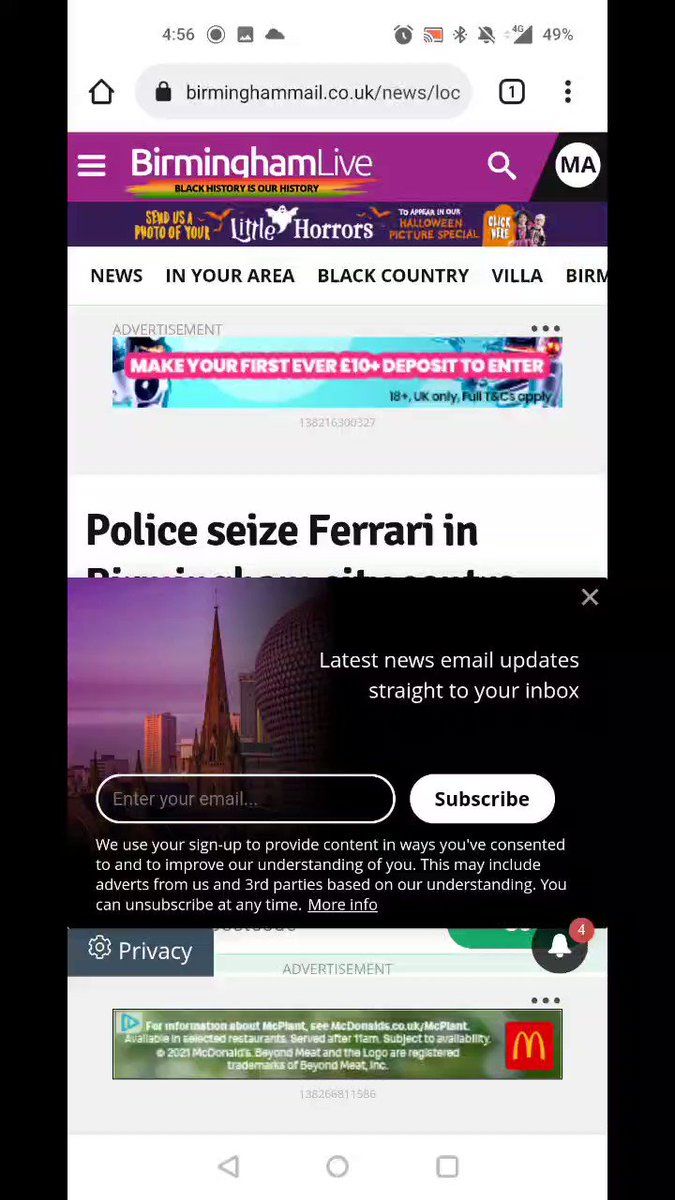 4:56 4G 49%
birminghammail.co.uk/news/loc 1
BirminghamLive MA
BLACK HISTORY IS OUR HISTORY
SEND US A PHOTO OF YOUR Little Horrors TO APPEAR IN OUR HALLOWEEN PICTURE SPECIAL CLICK HERE
NEWS IN YOUR AREA BLACK COUNTRY VILLA BIRM
ADVERTISEMENT
MAKE YOUR FIRST EVER £10+ DEPOSIT TO ENTER
18+, UK only, Full T&Cs apply
138216300327
Police seize Ferrari in
Birmingham city centre
Latest news email updates
straight to your inbox
Enter your email... Subscribe
We use your sign-up to provide content in ways you've consented
to and to improve our understanding of you. This may include
adverts from us and 3rd parties based on our understanding. You
can unsubscribe at any time. More info
Privacy 4
ADVERTISEMENT
For information about McPlant, see McDonalds.co.uk/McPlant.
Available in selected restaurants. Served after 11am. Subject to availability.
© 2021 McDonald's. Beyond Meat and the Logo are registered
trademarks of Beyond Meat, Inc.
138266811586